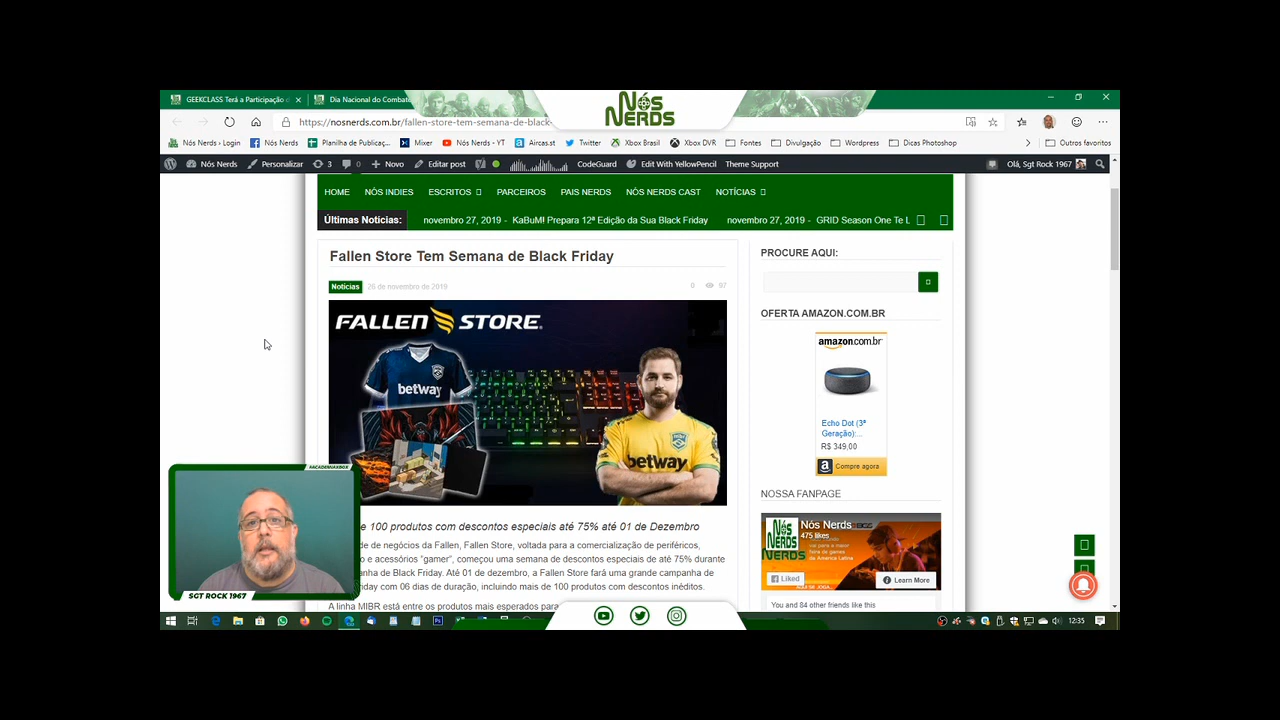 GEEKCLASS Terá a Participação
Dia Nacional do Combat
NÓS NERDS
https://nosnerds.com.br/fallen-store-tem-semana-de-black-
Nós Nerds › Login
Nós Nerds
Planilha de Publicaç...
Mixer
Nós Nerds - YT
Aircas.st
Twitter
Xbox Brasil
Xbox DVR
Fontes
Divulgação
Wordpress
Dicas Photoshop
Outros favoritos
Nós Nerds
Personalizar
3
0
Novo
Editar post
CodeGuard
Edit With YellowPencil
Theme Support
Olá, Sgt Rock 1967
HOME
NÓS INDIES
ESCRITOS
PARCEIROS
PAIS NERDS
NÓS NERDS CAST
NOTÍCIAS
Últimas Noticias:
novembro 27, 2019 - KaBuM! Prepara 12ª Edição da Sua Black Friday
novembro 27, 2019 - GRID Season One Te L
Fallen Store Tem Semana de Black Friday
Notícias
26 de novembro de 2019
0
97
FALLEN STORE
betway
betway
e 100 produtos com descontos especiais até 75% até 01 de Dezembro
de de negócios da Fallen, Fallen Store, voltada para a comercialização de periféricos,
o e acessórios "gamer", começou uma semana de descontos especiais de até 75% durante
anha de Black Friday. Até 01 de dezembro, a Fallen Store fará uma grande campanha de
riday com 06 dias de duração, incluindo mais de 100 produtos com descontos inéditos.
A linha MIBR está entre os produtos mais esperados para
PROCURE AQUI:
OFERTA AMAZON.COM.BR
amazon.com.br
Echo Dot (3ª
Geração):...
R$ 349,00
Compre agora
NOSSA FANPAGE
NÓS NERDS
Nós Nerds
475 likes
Liked
Learn More
You and 84 other friends like this
#ACADEMIAXBOX
SGT ROCK 1967
12:35